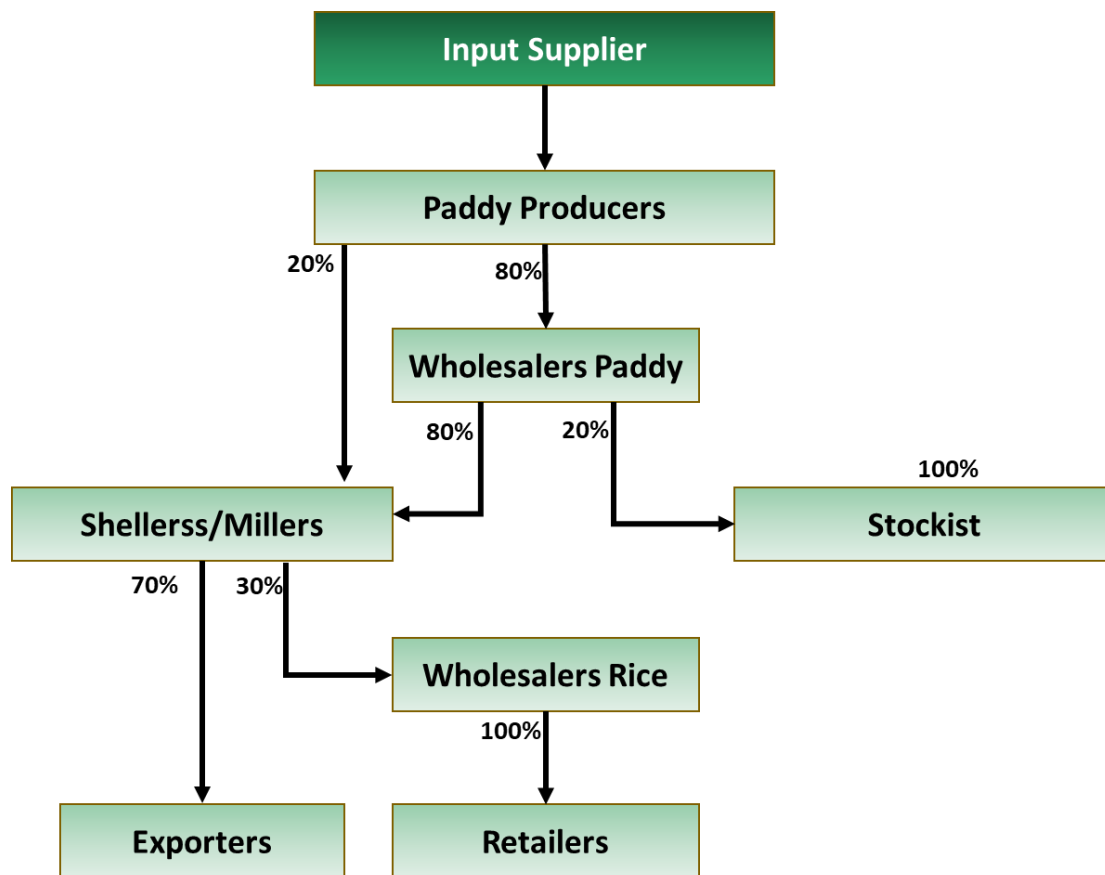 Input Supplier
Paddy Producers
20%
80%
Wholesalers Paddy
80%
20%
100%
Shellerss/Millers
Stockist
70%
30%
Wholesalers Rice
100%
Exporters
Retailers